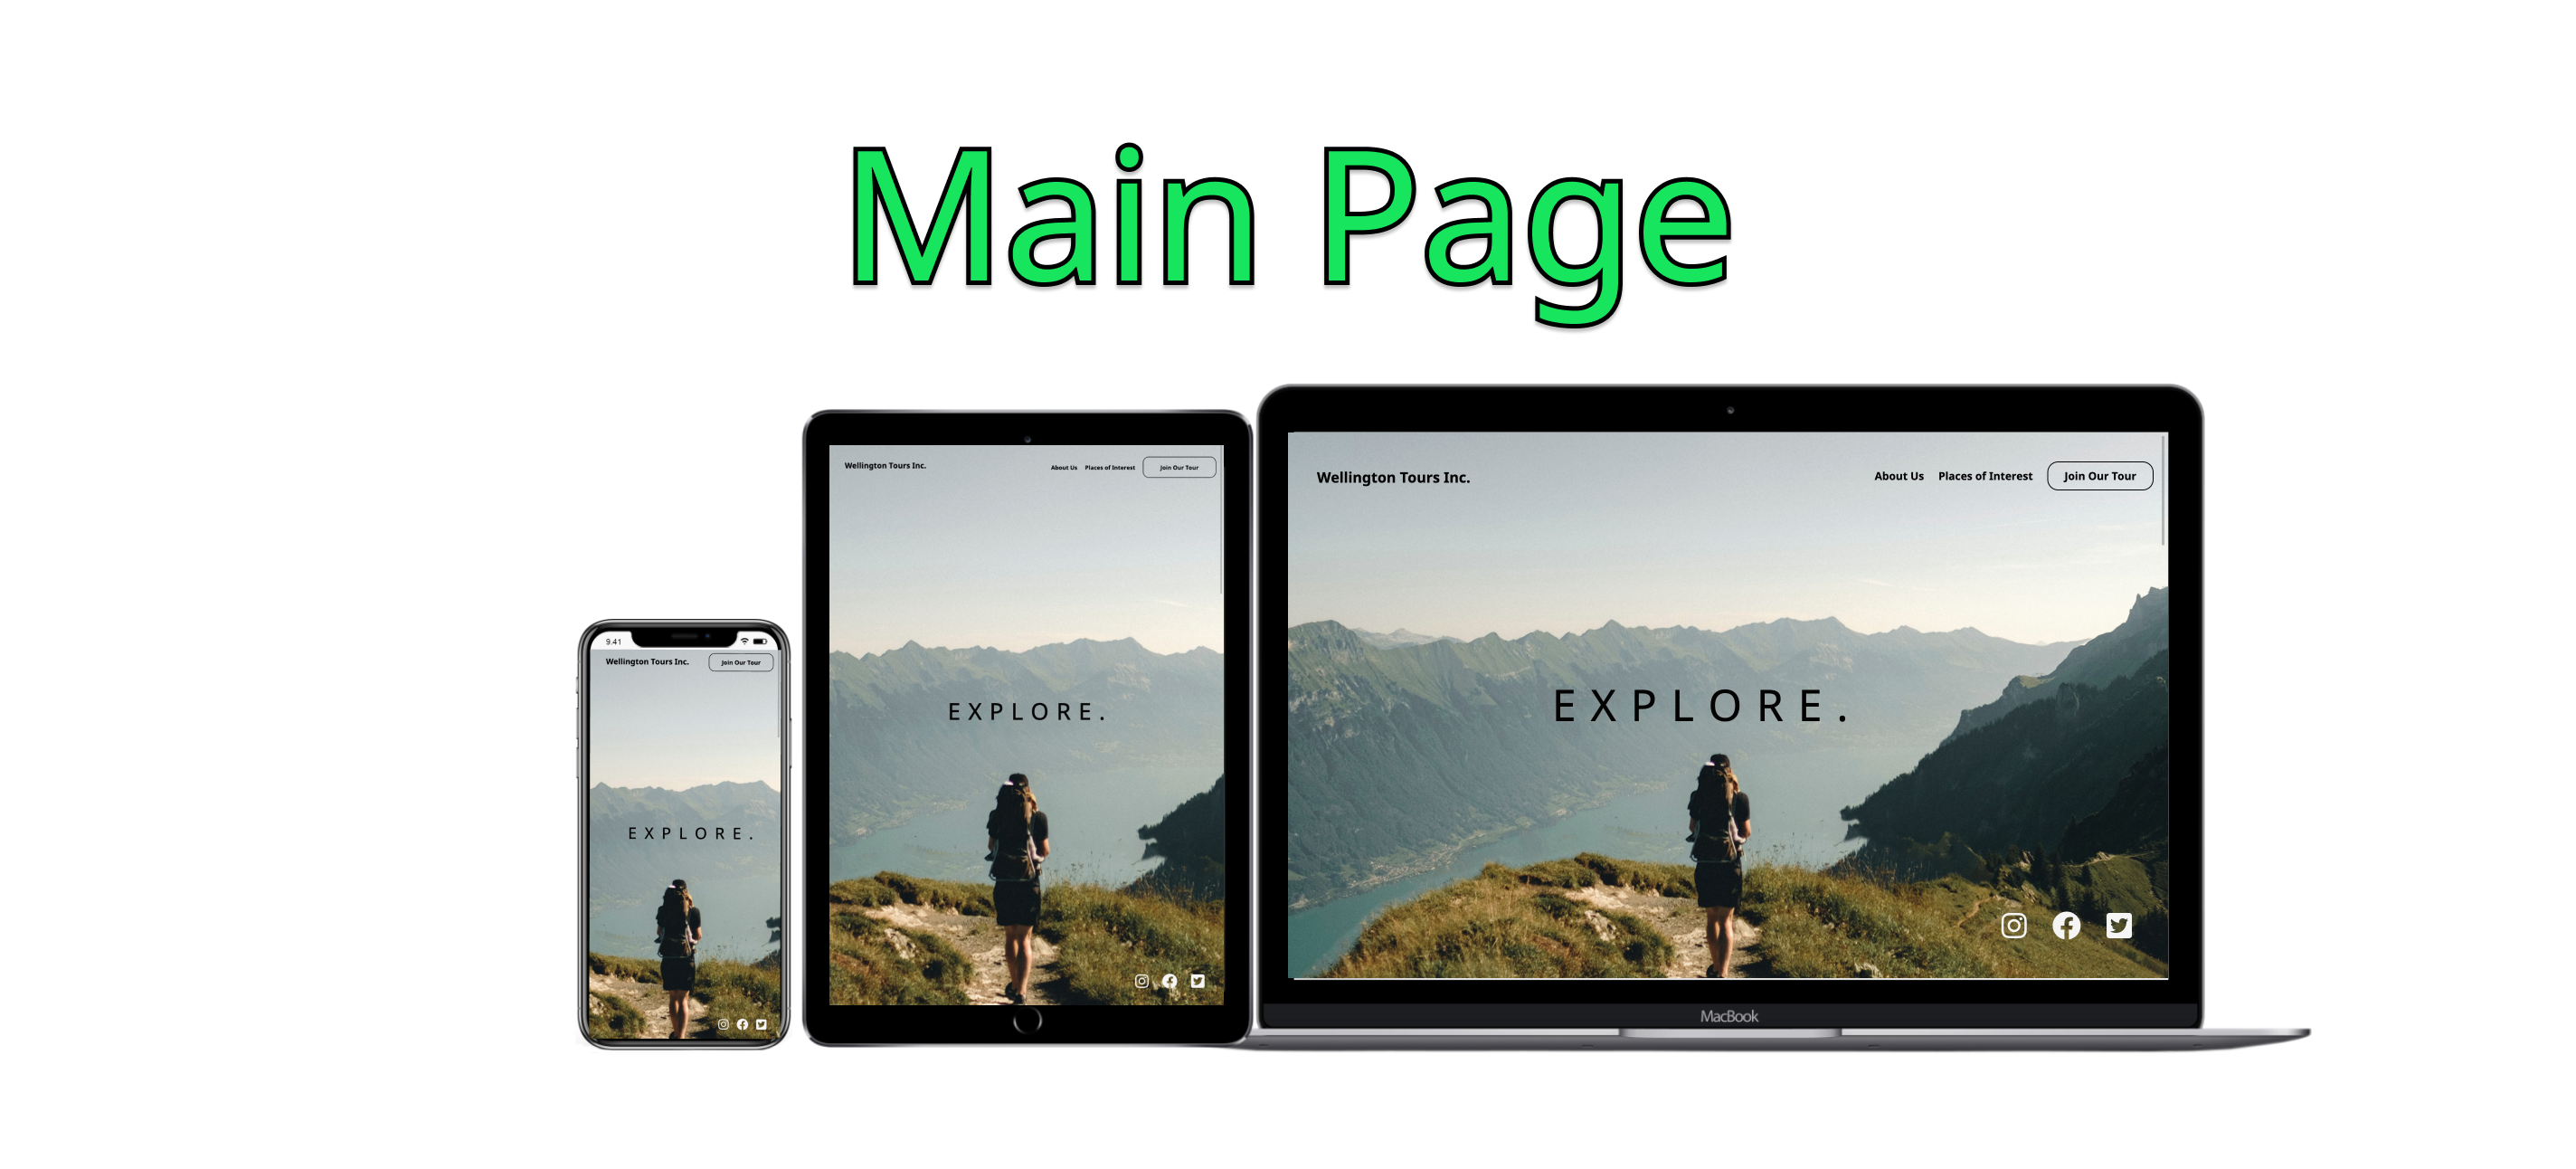 Main Page
9.41
Wellington Tours Inc. Join Our Tour
EXPLORE.
Wellington Tours Inc. About Us Places of Interest Join Our Tour
EXPLORE.
Wellington Tours Inc. About Us Places of Interest Join Our Tour
EXPLORE.
MacBook